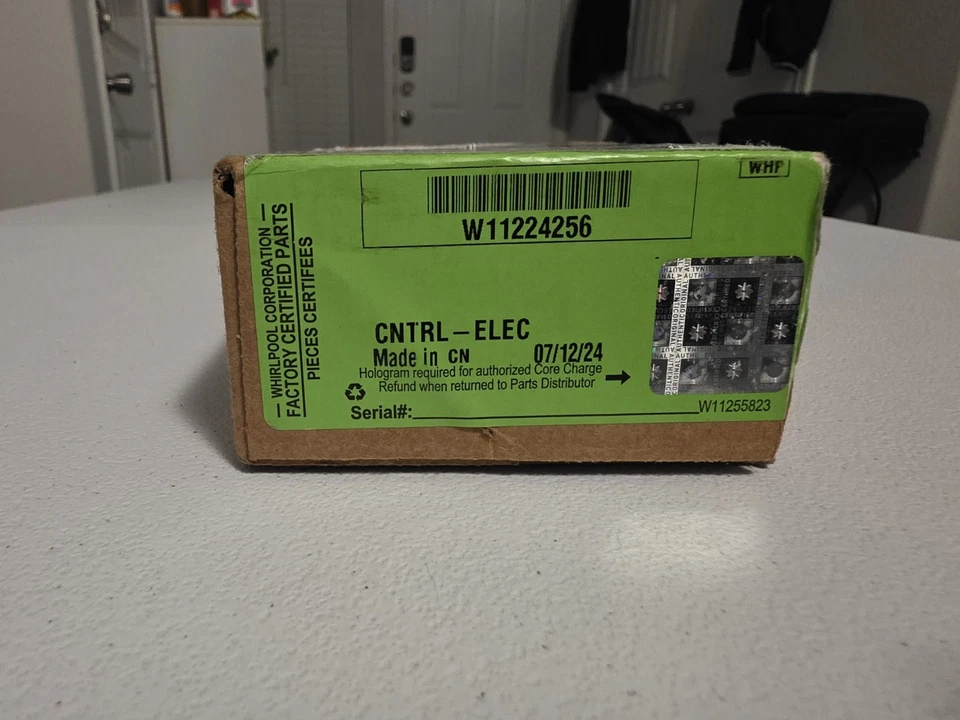 WHIRLPOOL CORPORATION
FACTORY CERTIFIED PARTS
PIECES CERTIFEES
WHP
W11224256
CNTRL-ELEC
Made in CN 07/12/24
Hologram required for authorized Core Charge
Refund when returned to Parts Distributor
Serial#:
W11255823